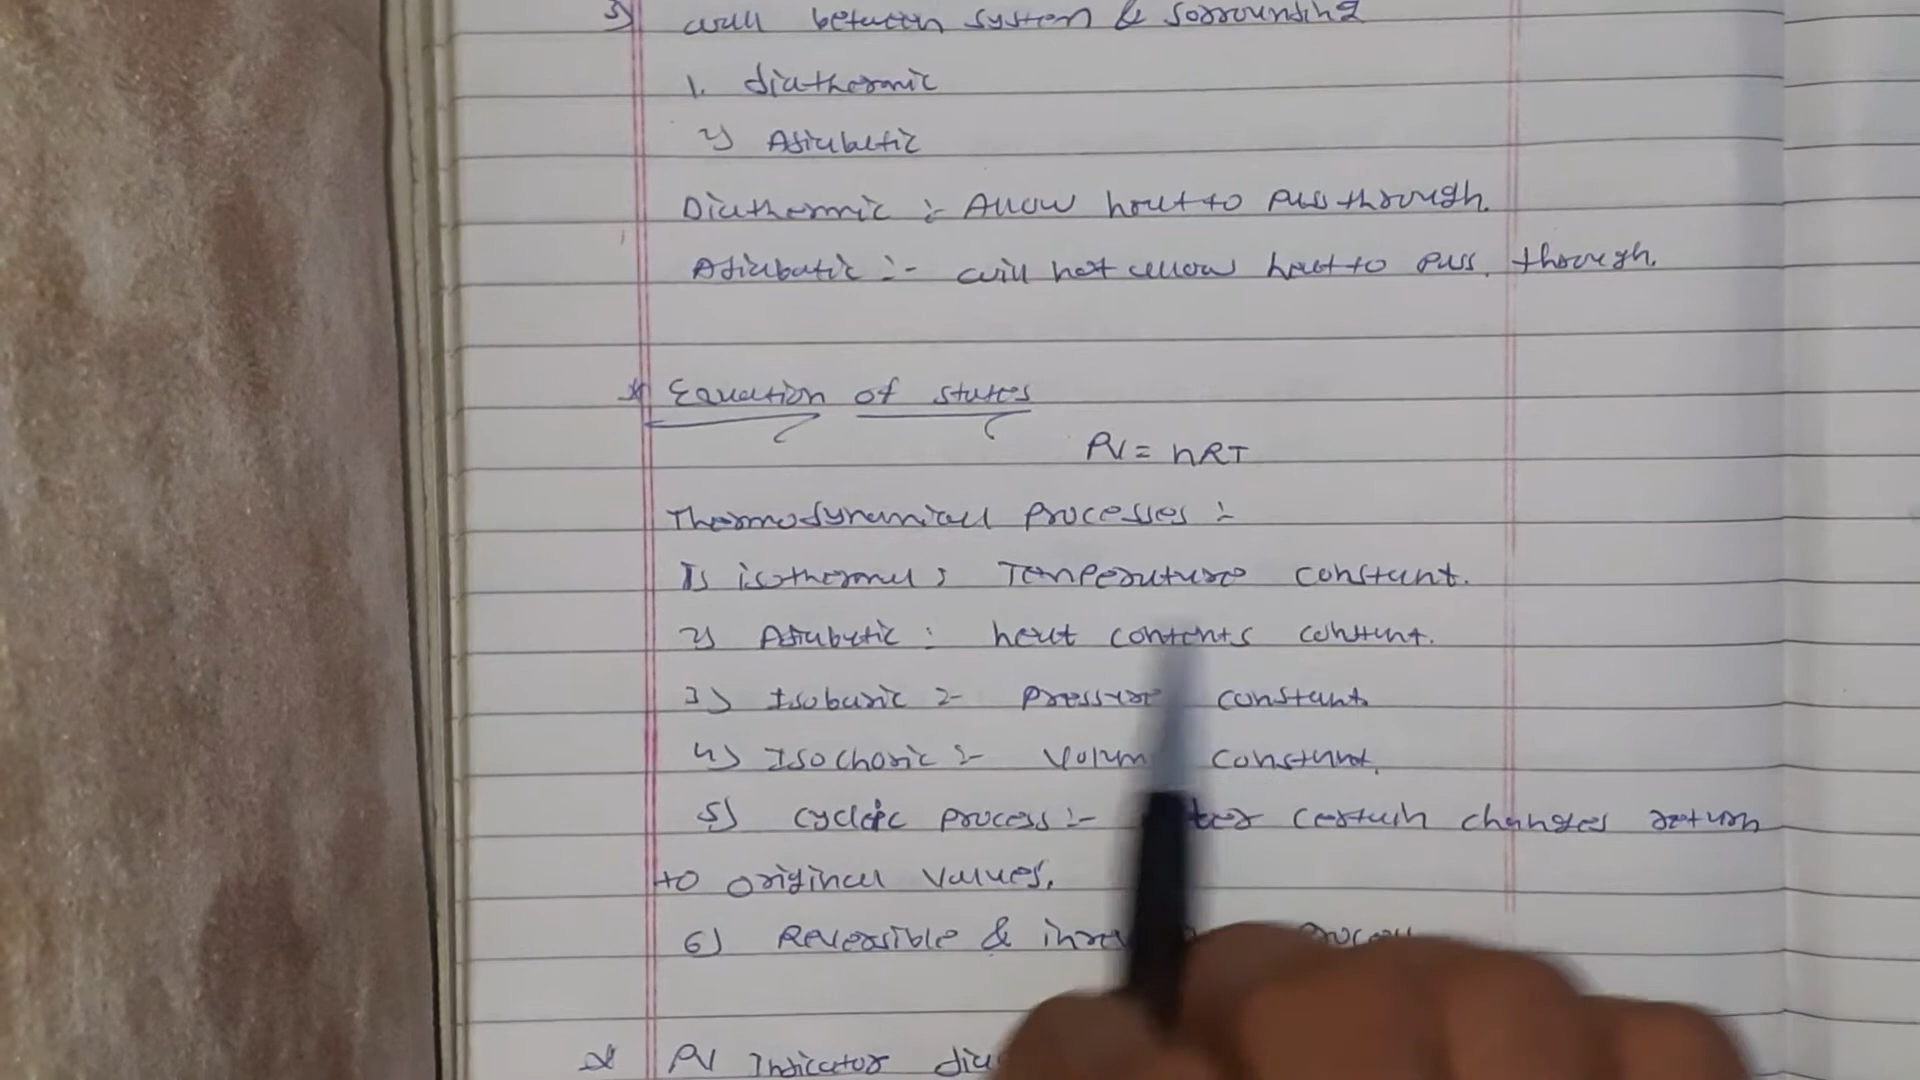 3) wall between system & sorrounding
1. diathermic
2) Adiabatic
Diathermic :- Allow heat to pass through.
Adiabatic :- will not allow heat to pass through.
* Equation of states
PV = nRT
Thermodynamical processes :-
1) isothermal : Temperature constant.
2) Adiabatic : heat contents constant.
3) Isobaric :- pressure constant.
4) Isochoric :- constant.
5) cyclic process :- certain changes return
to original values.
6) Reversible &
* PV Indicator